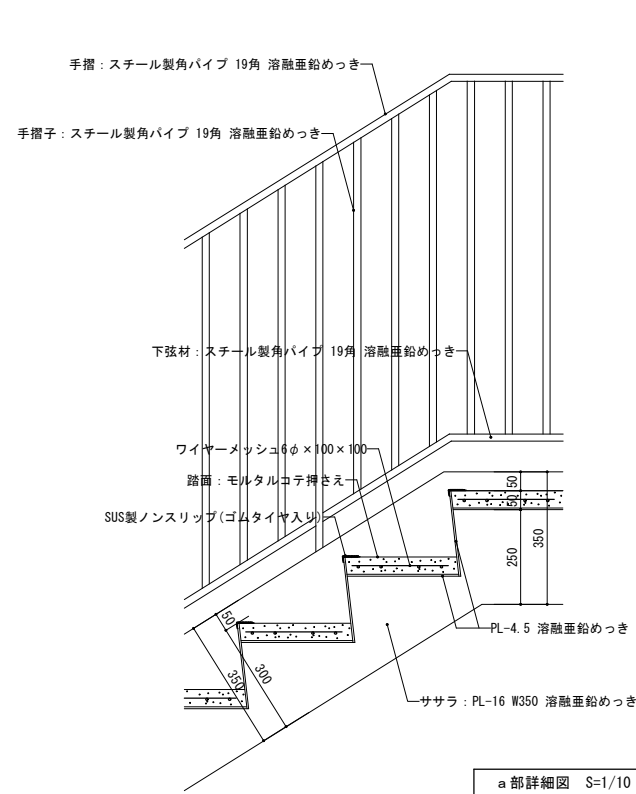 手摺：スチール製角パイプ 19角 溶融亜鉛めっき
手摺子：スチール製角パイプ 19角 溶融亜鉛めっき
下弦材：スチール製角パイプ 19角 溶融亜鉛めっき
ワイヤーメッシュ6φ×100×100
踏面：モルタルコテ押さえ
SUS製ノンスリップ(ゴムタイヤ入り)
50
50
250
350
50
350
300
PL-4.5 溶融亜鉛めっき
ササラ：PL-16 W350 溶融亜鉛めっき
a部詳細図 S=1/10